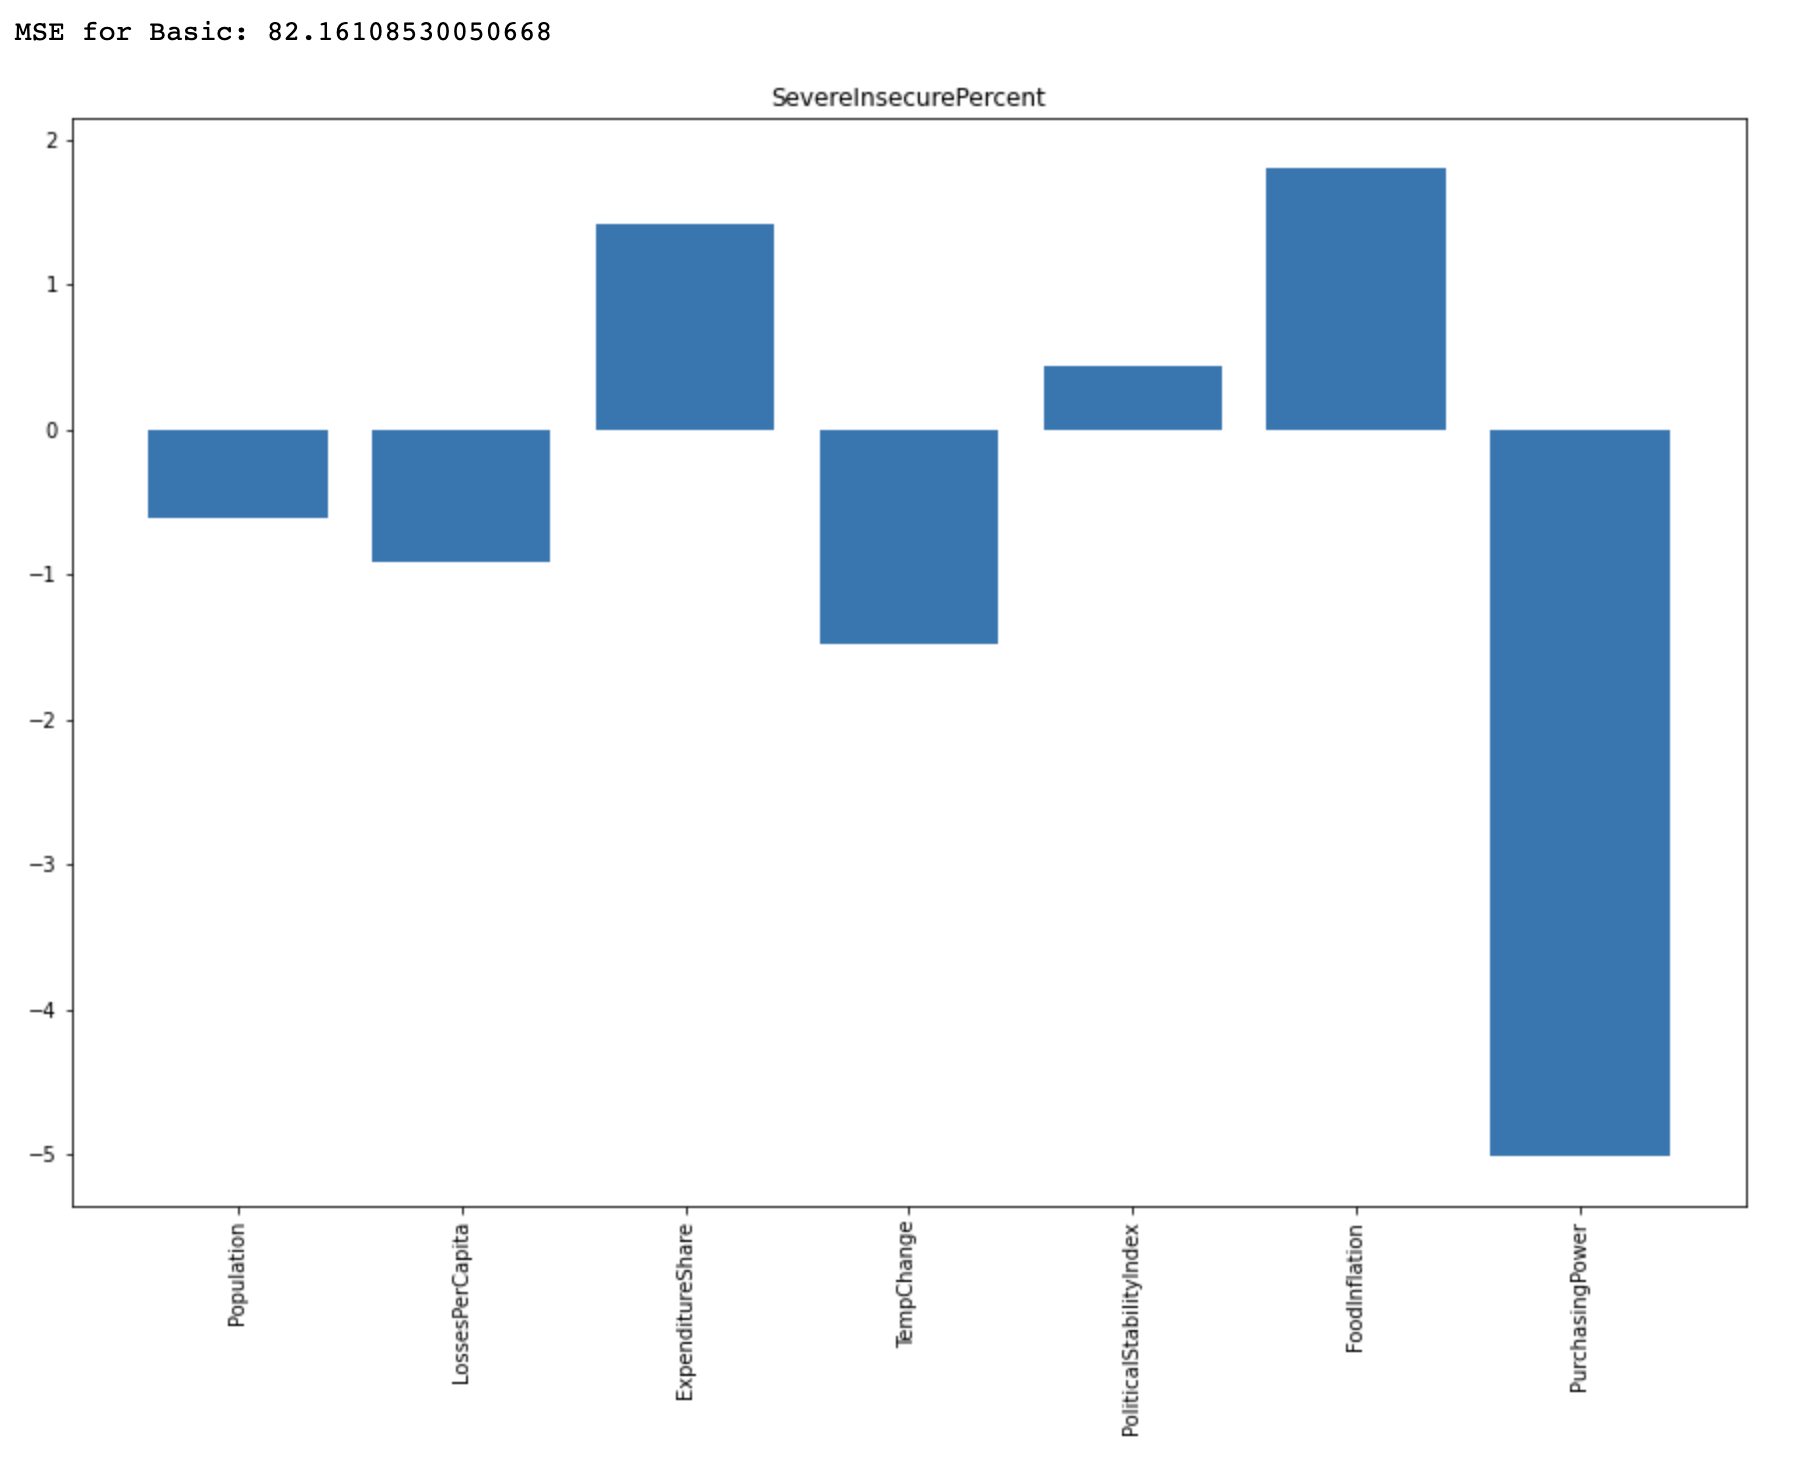 MSE for Basic: 82.16108530050668
SevereInsecurePercent
2
1
0
−1
−2
−3
−4
−5
Population
LossesPerCapita
ExpenditureShare
TempChange
PoliticalStabilityIndex
FoodInflation
PurchasingPower